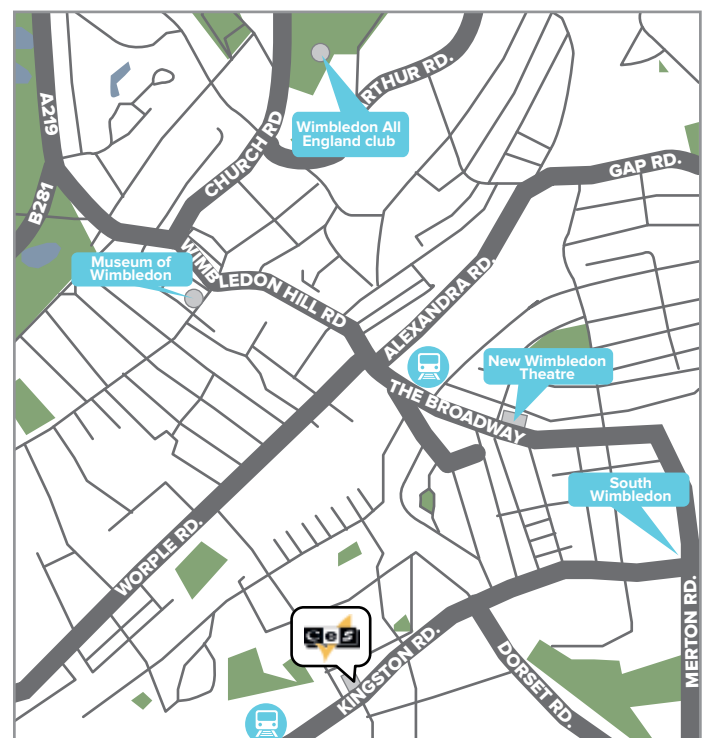 A219
B281
CHURCH RD
RTHUR RD.
Wimbledon All
England club
GAP RD.
Museum of
Wimbledon
WIMBLEDON HILL RD
ALEXANDRA RD.
New Wimbledon
Theatre
THE BROADWAY
South
Wimbledon
WORPLE RD.
ces
KINGSTON RD.
DORSET RD.
MERTON RD.